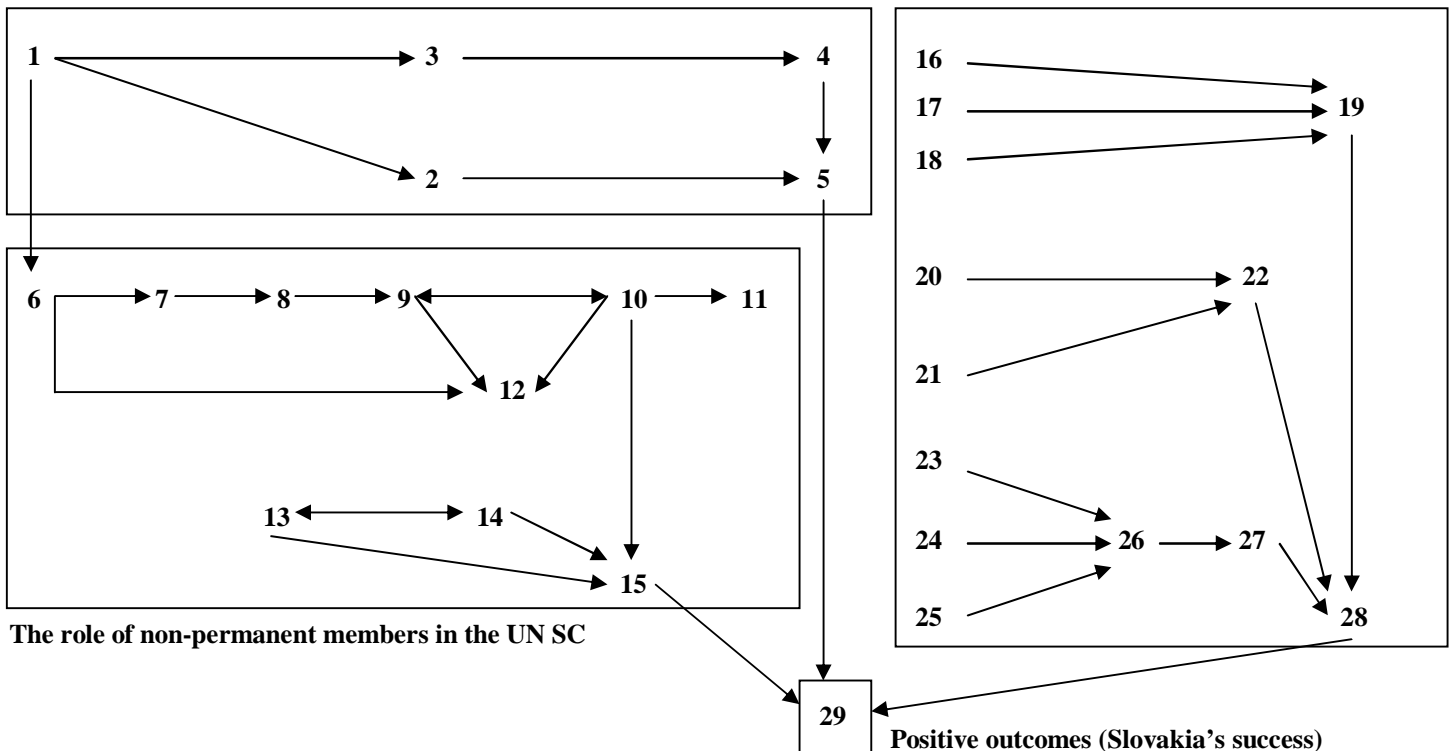 1 3 4
2 5
6 7 8 9 10 11
12
13 14
15
The role of non-permanent members in the UN SC
16
17 19
18
20 22
21
23
24 26 27
25 28
29
Positive outcomes (Slovakia’s success)